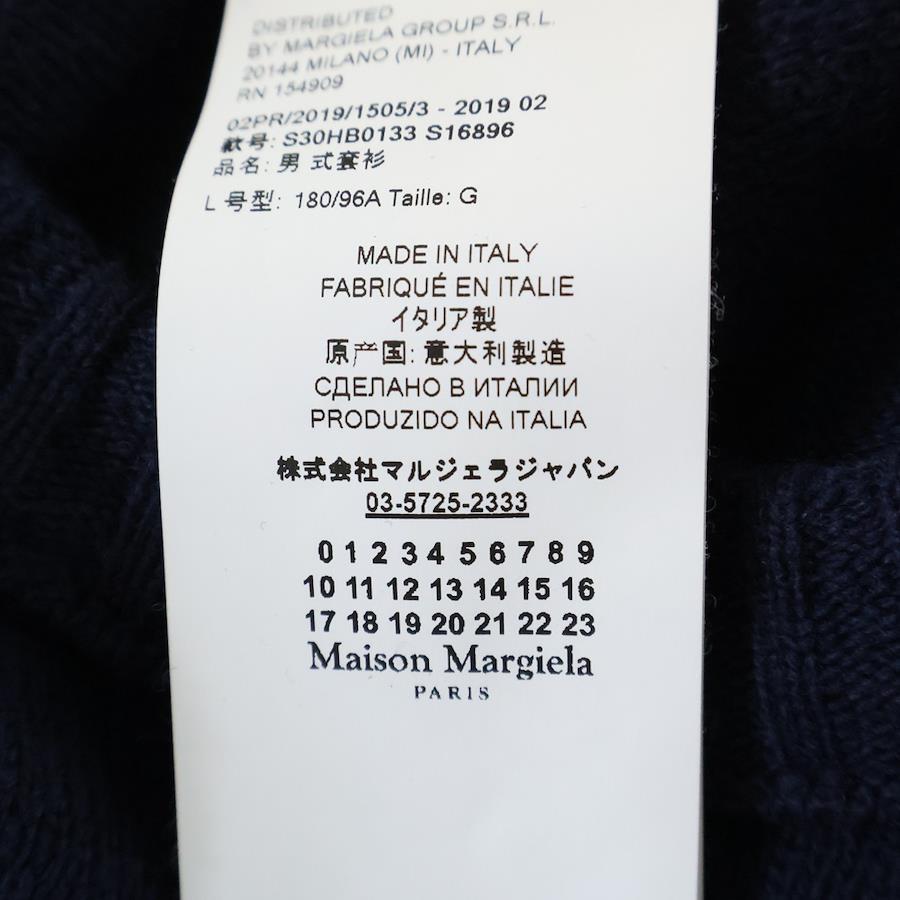 DISTRIBUTED
BY MARGIELA GROUP S.R.L.
20144 MILANO (MI) - ITALY
RN 154909
02PR/2019/1505/3 - 2019 02
款号: S30HB0133 S16896
品名: 男 式套衫
L 号型: 180/96A Taille: G
MADE IN ITALY
FABRIQUÉ EN ITALIE
イタリア製
原产国: 意大利製造
СДЕЛАНО В ИТАЛИИ
PRODUZIDO NA ITALIA
株式会社マルジェラジャパン
03-5725-2333
0 1 2 3 4 5 6 7 8 9
10 11 12 13 14 15 16
17 18 19 20 21 22 23
Maison Margiela
PARIS